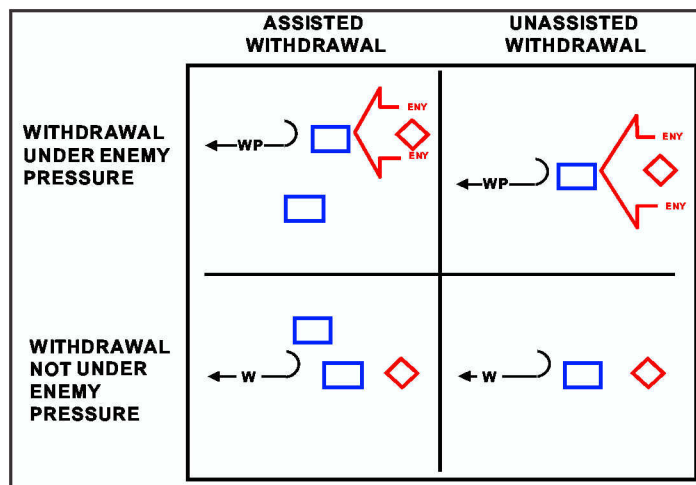 ASSISTED
WITHDRAWAL
UNASSISTED
WITHDRAWAL
WITHDRAWAL
UNDER ENEMY
PRESSURE
WP
ENY
ENY
WP
ENY
ENY
WITHDRAWAL
NOT UNDER
ENEMY
PRESSURE
W
W